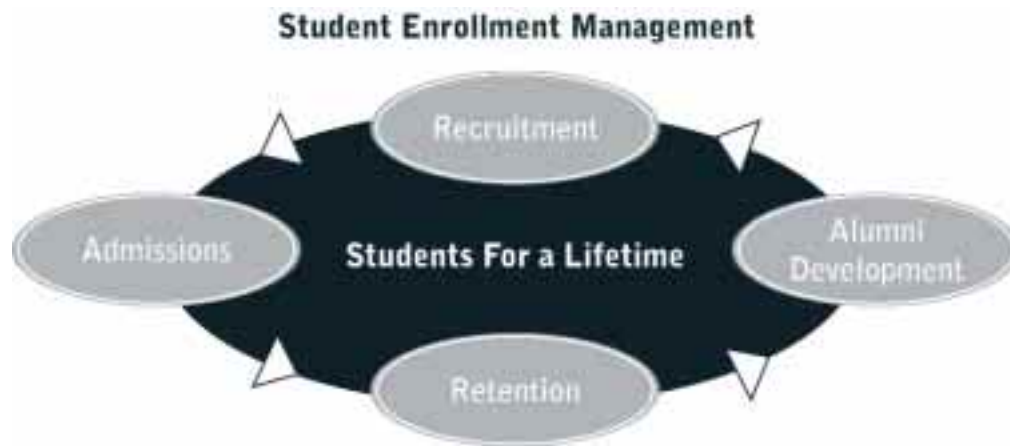 Student Enrollment Management
Recruitment
Admissions
Students For a Lifetime
Alumni
Development
Retention